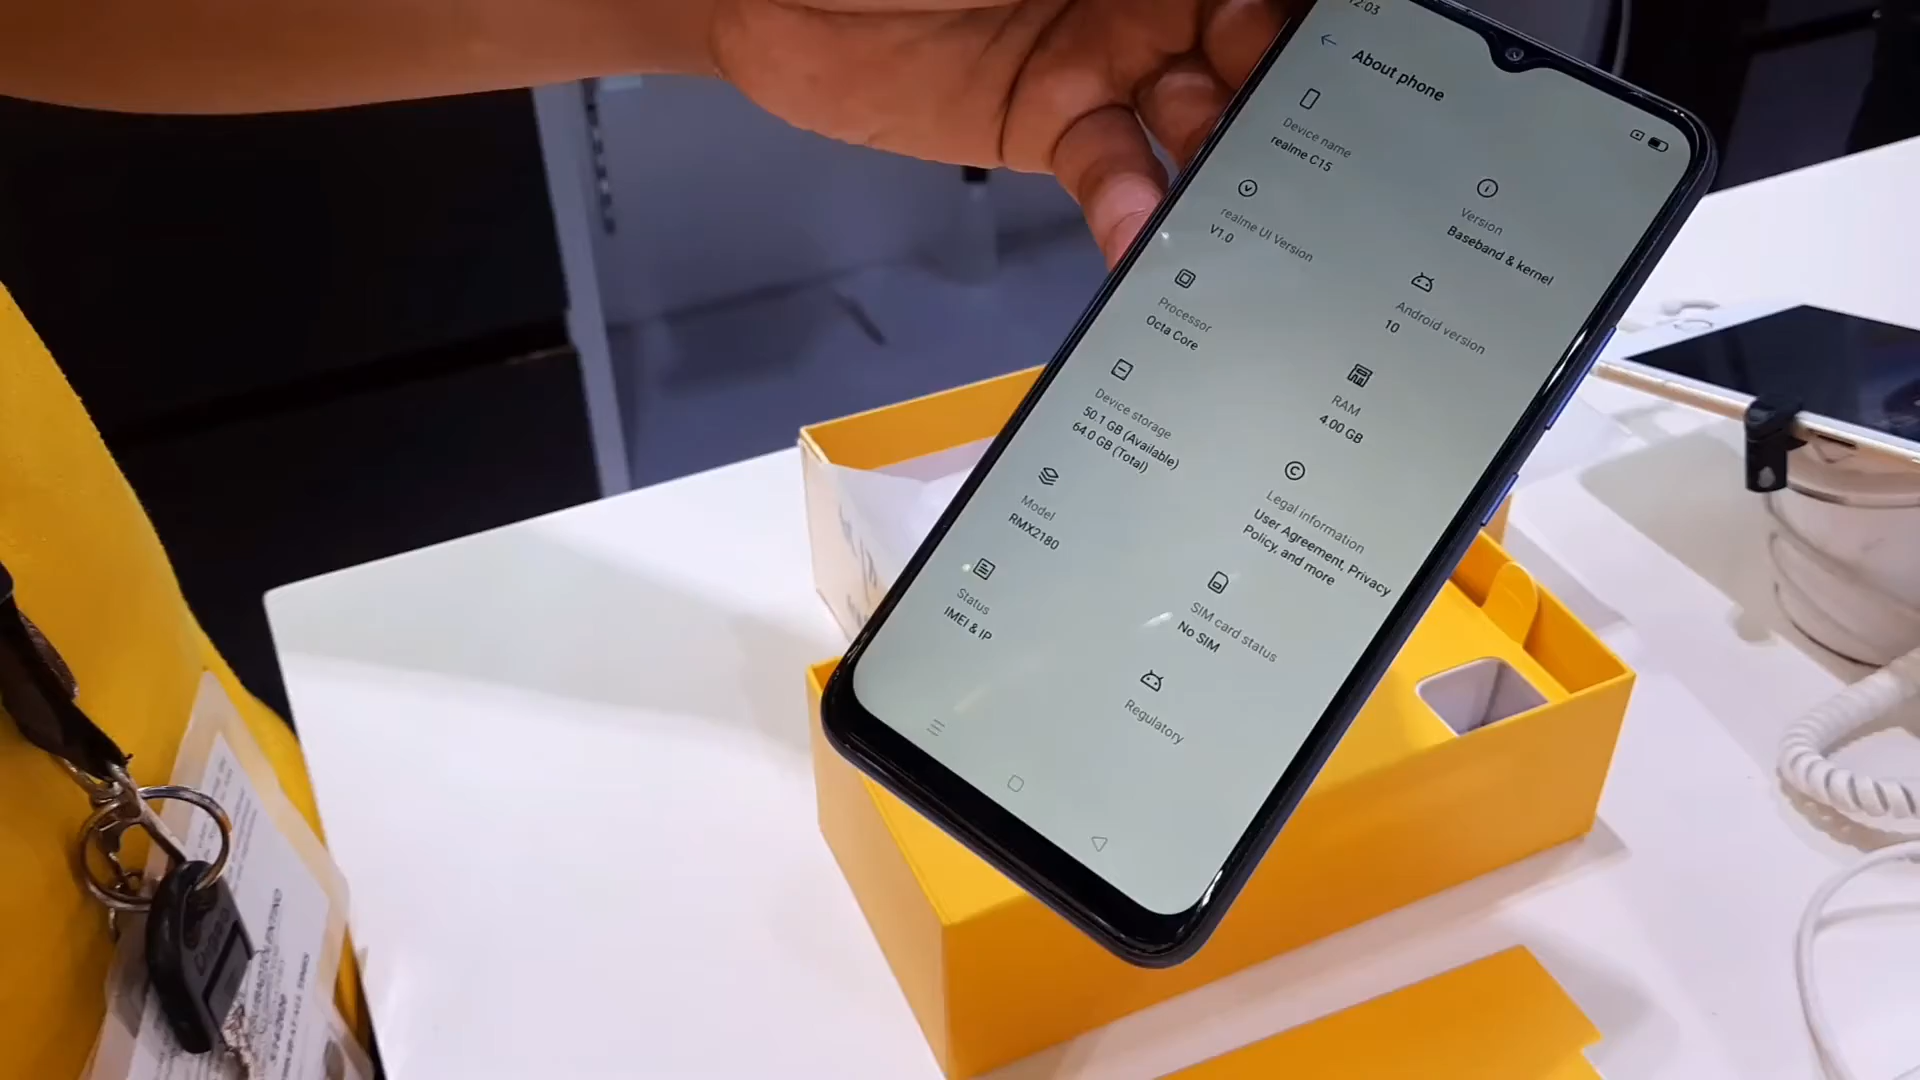 12:03
About phone
Device name
realme C15
Version
Baseband & kernel
realme UI Version
V1.0
Android version
10
Processor
Octa Core
RAM
4.00 GB
Device storage
50.1 GB (Available)
64.0 GB (Total)
Legal information
User Agreement, Privacy
Policy, and more
Model
RMX2180
SIM card status
No SIM
Status
IMEI & IP
Regulatory